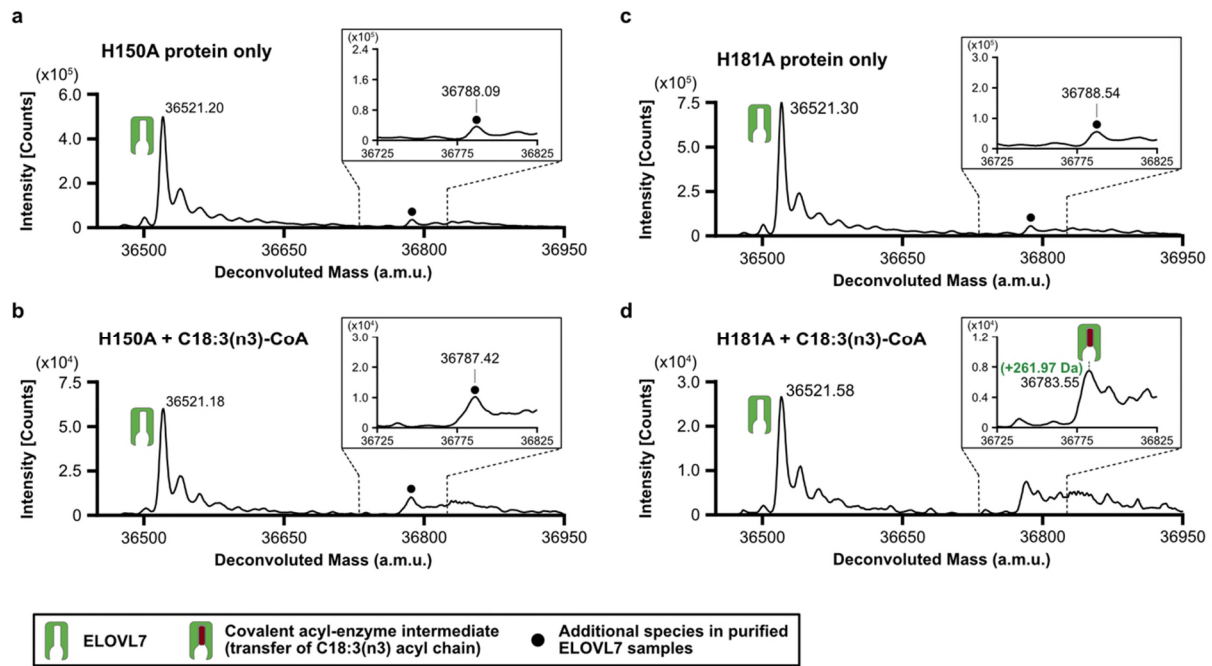 a
H150A protein only
(x10⁵)
Intensity [Counts]
6.0
4.0
2.0
0
36521.20
36500
36650
36800
36950
Deconvoluted Mass (a.m.u.)
(x10⁵)
2.4
1.8
1.2
0.6
0
36788.09
36725
36775
36825
b
H150A + C18:3(n3)-CoA
(x10⁴)
Intensity [Counts]
7.5
5.0
2.5
0
36521.18
36500
36650
36800
36950
Deconvoluted Mass (a.m.u.)
(x10⁴)
4.0
3.0
2.0
1.0
0
36787.42
36725
36775
36825
c
H181A protein only
(x10⁵)
Intensity [Counts]
7.5
5.0
2.5
0
36521.30
36500
36650
36800
36950
Deconvoluted Mass (a.m.u.)
(x10⁵)
3.0
2.0
1.0
0
36788.54
36725
36775
36825
d
H181A + C18:3(n3)-CoA
(x10⁴)
Intensity [Counts]
3.0
2.0
1.0
0
36521.58
36500
36650
36800
36950
Deconvoluted Mass (a.m.u.)
(x10⁴)
1.2
0.8
0.4
0
(+261.97 Da)
36783.55
36725
36775
36825
ELOVL7
Covalent acyl-enzyme intermediate
(transfer of C18:3(n3) acyl chain)
Additional species in purified
ELOVL7 samples